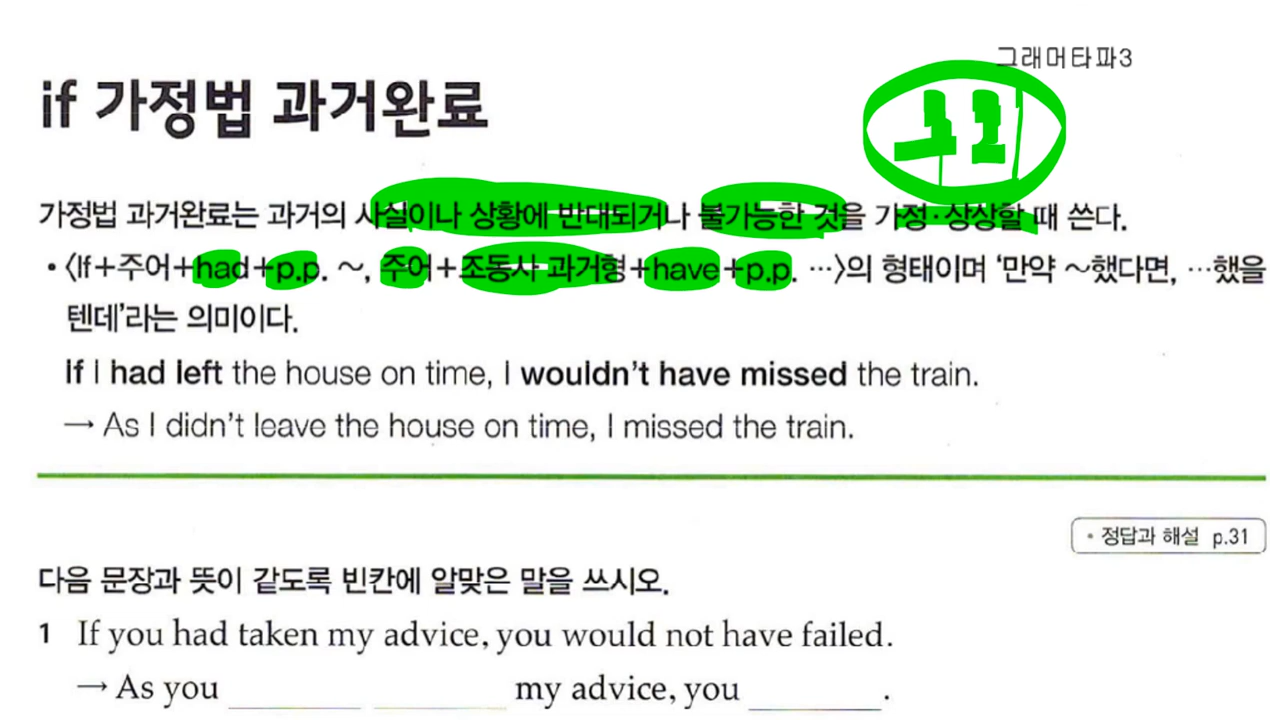 그래머타파3
if 가정법 과거완료
가정법 과거완료는 과거의 사실이나 상황에 반대되거나 불가능한 것을 가정·상상할 때 쓴다.
• 〈If+주어+had+p.p. ~, 주어+조동사 과거형+have+p.p. …〉의 형태이며 '만약 ~했다면, …했을
텐데'라는 의미이다.
If I had left the house on time, I wouldn't have missed the train.
→ As I didn't leave the house on time, I missed the train.
• 정답과 해설 p.31
다음 문장과 뜻이 같도록 빈칸에 알맞은 말을 쓰시오.
1 If you had taken my advice, you would not have failed.
→ As you ________ ________ my advice, you ________.